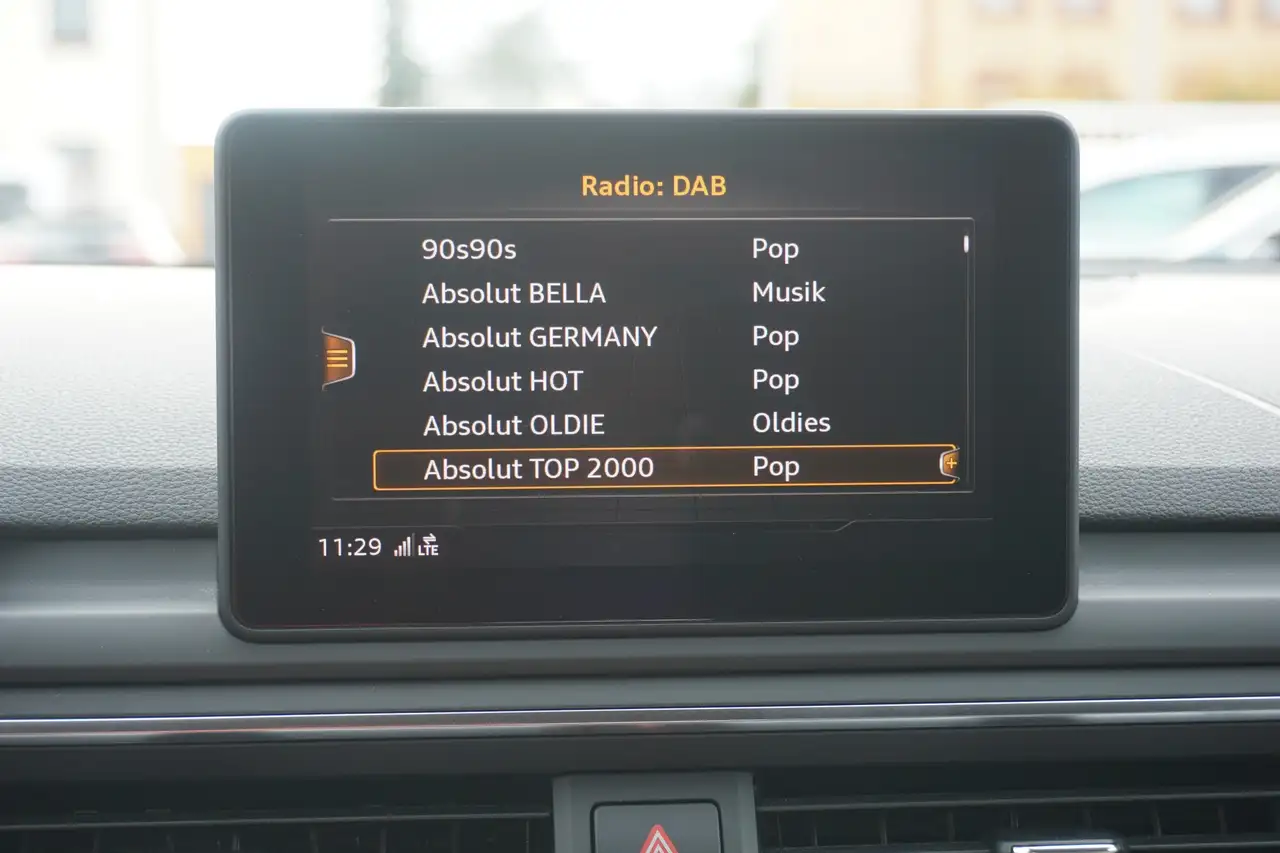 Radio: DAB
90s90s Pop
Absolut BELLA Musik
Absolut GERMANY Pop
Absolut HOT Pop
Absolut OLDIE Oldies
Absolut TOP 2000 Pop
11:29 LTE